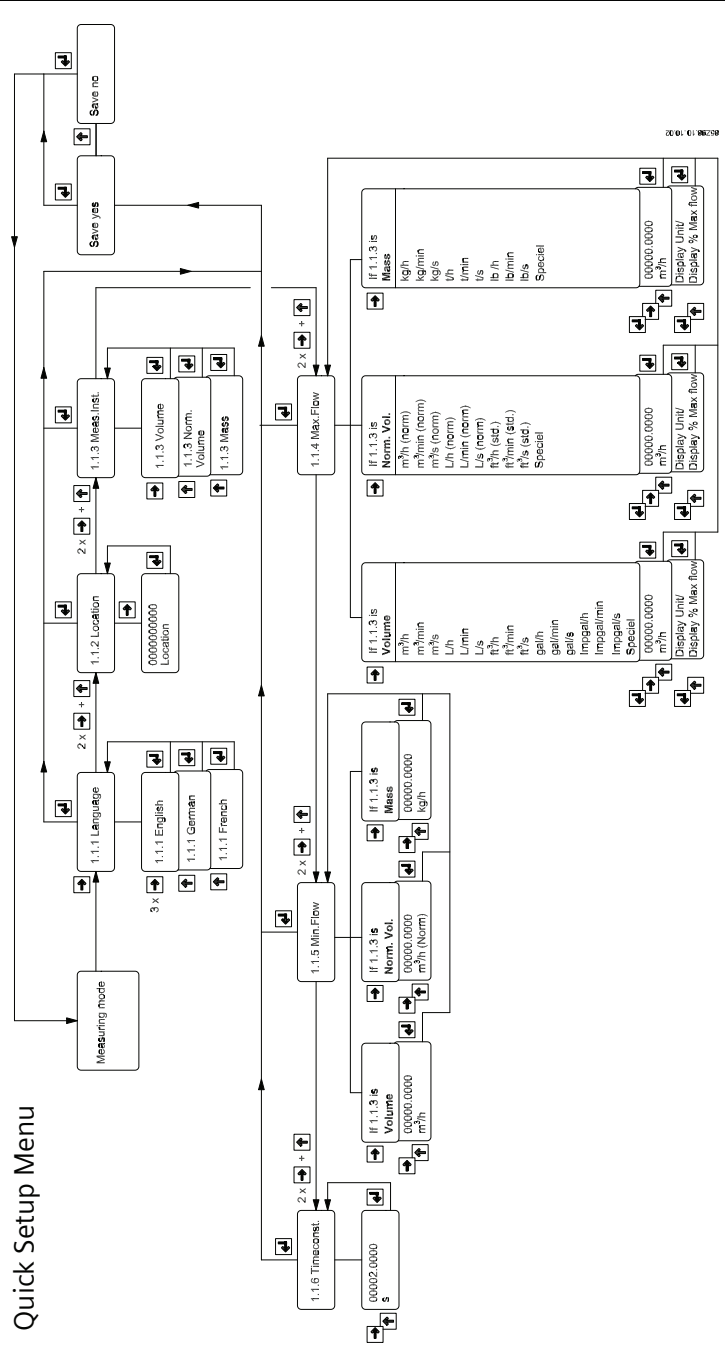 Quick Setup Menu
Measuring mode
1.1.1 Language
3 x
1.1.1 English
1.1.1 German
1.1.1 French
2 x +
1.1.2 Location
0000000000
Location
2 x +
1.1.3 Meas.Inst.
1.1.3 Volume
1.1.3 Norm.
Volume
1.1.3 Mass
Save yes
Save no
1.1.6 Timeconst.
00002.0000
s
2 x +
1.1.5 Min.Flow
If 1.1.3 is
Volume
00000.0000
m³/h
If 1.1.3 is
Norm. Vol.
00000.0000
m³/h (Norm)
If 1.1.3 is
Mass
00000.0000
kg/h
2 x +
1.1.4 Max.Flow
2 x +
If 1.1.3 is
Volume
m³/h
m³/min
m³/s
L/h
L/min
L/s
ft³/h
ft³/min
ft³/s
gal/h
gal/min
gal/s
Impgal/h
Impgal/min
Impgal/s
Speciel
00000.0000
m³/h
Display Unit/
Display % Max flow
If 1.1.3 is
Norm. Vol.
m³/h (norm)
m³/min (norm)
m³/s (norm)
L/h (norm)
L/min (norm)
L/s (norm)
ft³/h (std.)
ft³/min (std.)
ft³/s (std.)
Speciel
00000.0000
m³/h
Display Unit/
Display % Max flow
If 1.1.3 is
Mass
kg/h
kg/min
kg/s
t/h
t/min
t/s
lb /h
lb/min
lb/s
Speciel
00000.0000
m³/h
Display Unit/
Display % Max flow